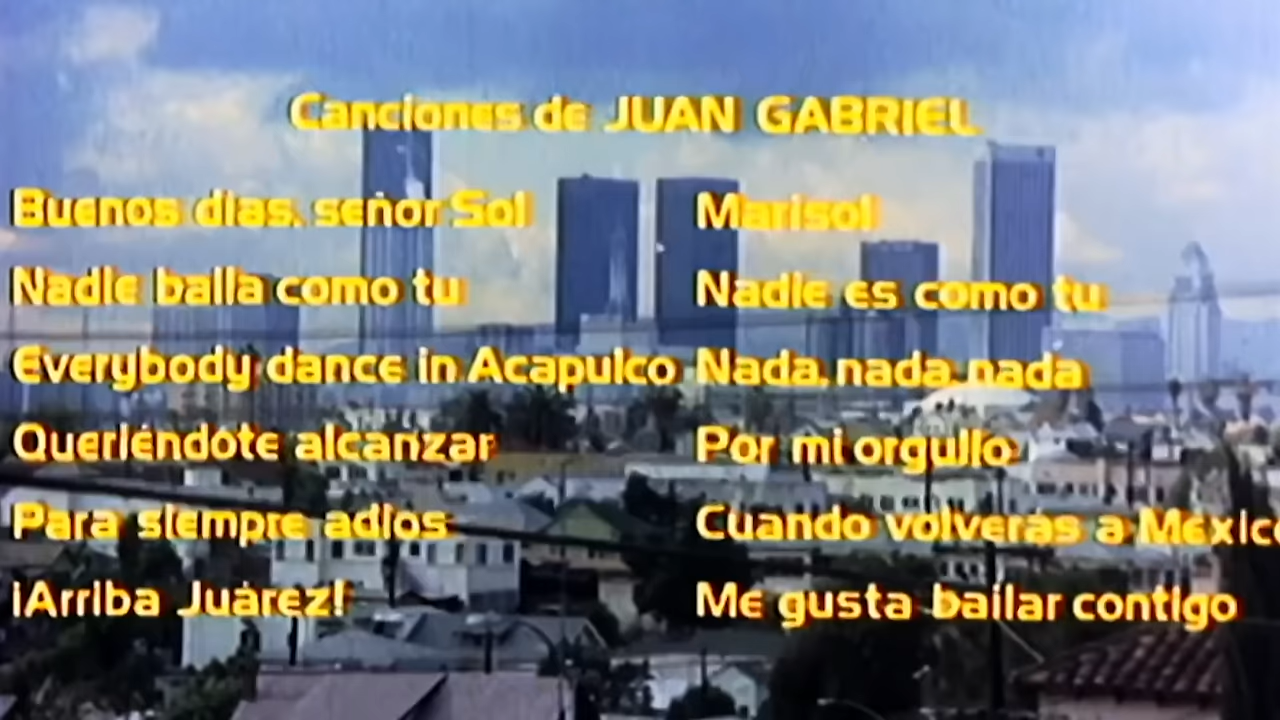 Canciones de JUAN GABRIEL
Buenos dias, señor Sol
Nadie baila como tu
Everybody dance in Acapulco
Queriéndote alcanzar
Para siempre adios
¡Arriba Juárez!
Marisol
Nadie es como tu
Nada, nada, nada
Por mi orgullo
Cuando volverás a Mexico
Me gusta bailar contigo